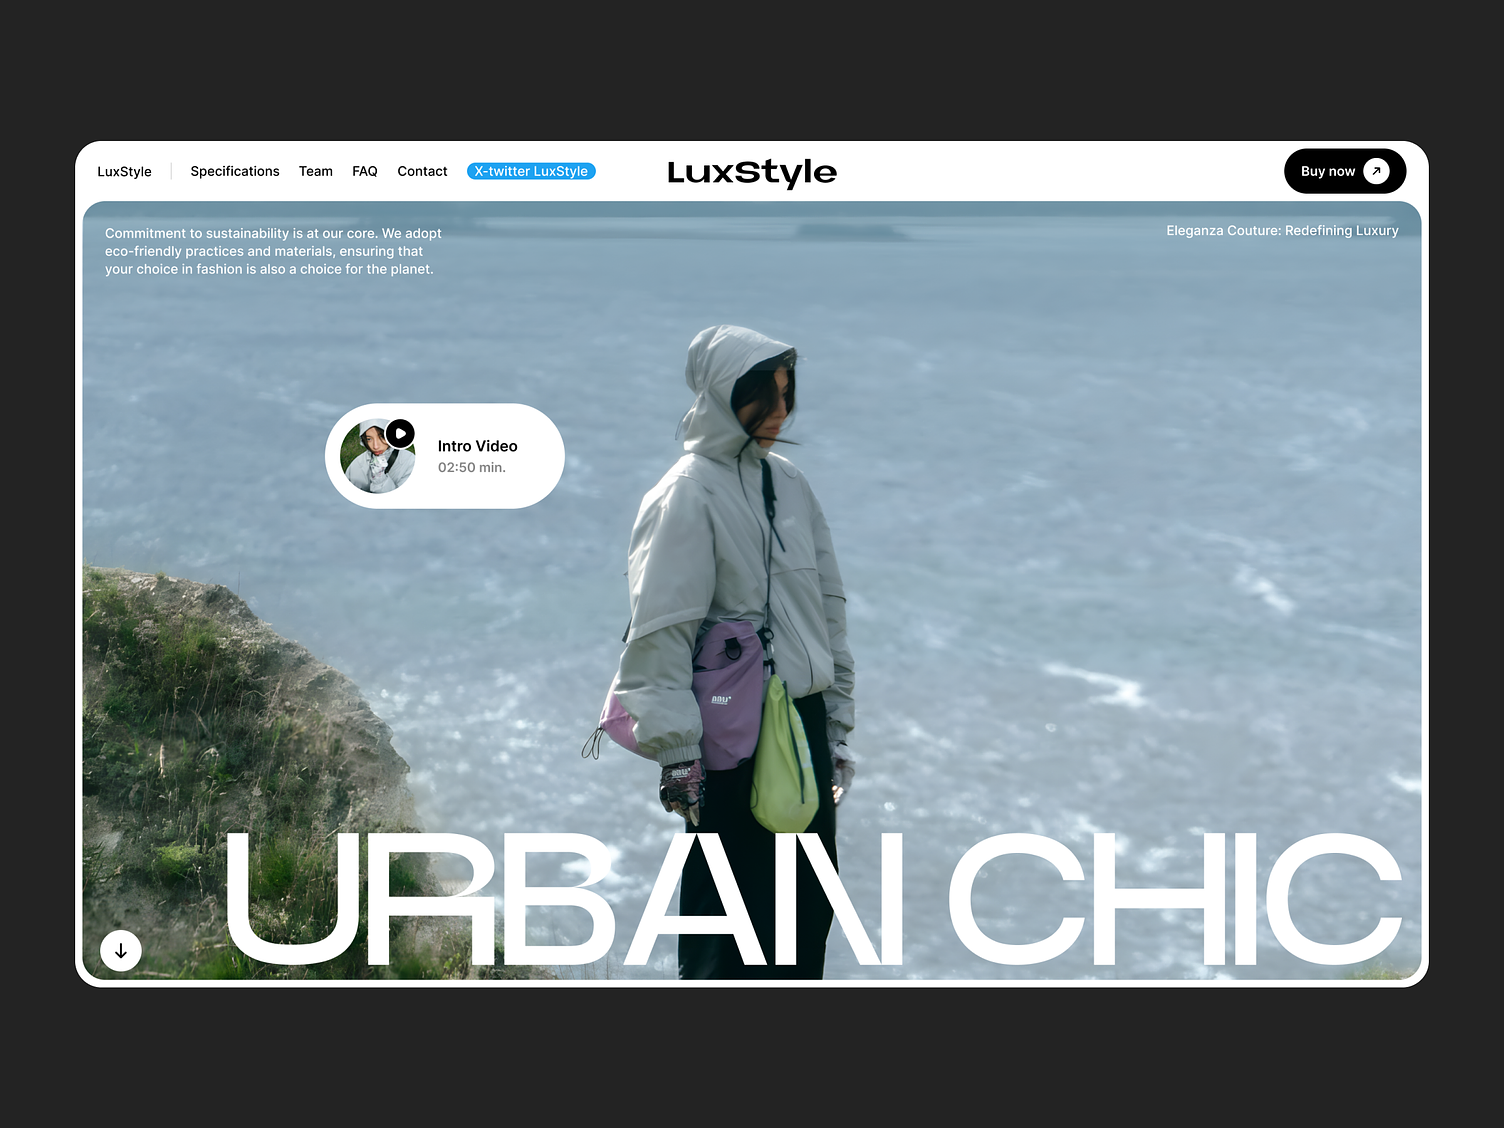 LuxStyle
Specifications
Team
FAQ
Contact
X-twitter LuxStyle
LuxStyle
Buy now
Commitment to sustainability is at our core. We adopt
eco-friendly practices and materials, ensuring that
your choice in fashion is also a choice for the planet.
Eleganza Couture: Redefining Luxury
Intro Video
02:50 min.
URBAN CHIC